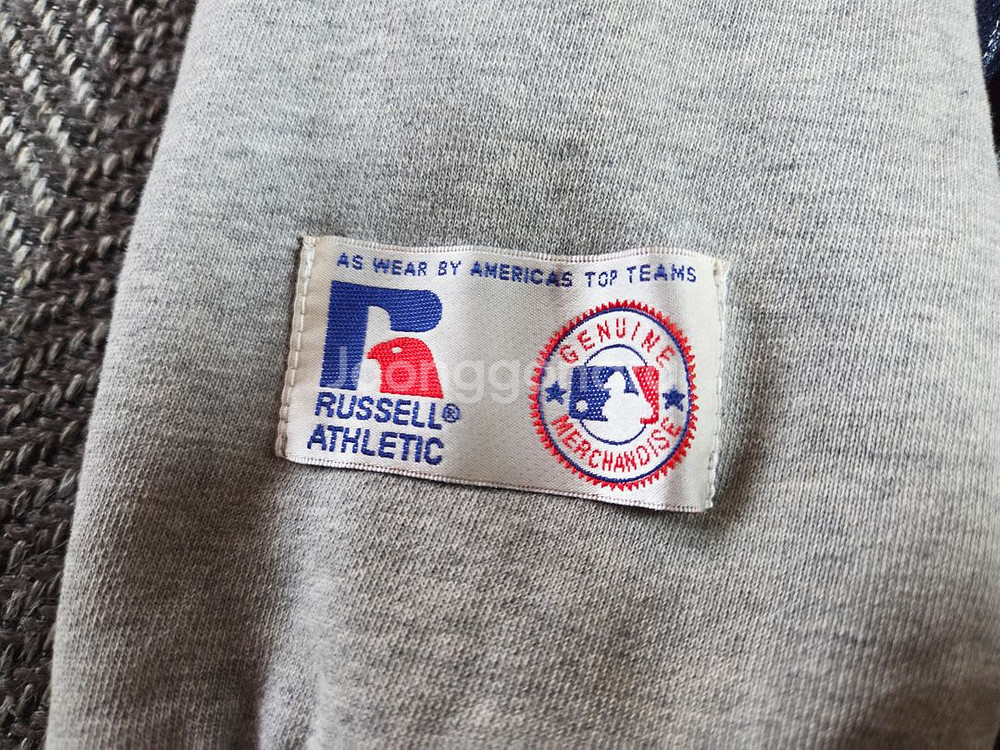 AS WEAR BY AMERICAS TOP TEAMS
RUSSELL®
ATHLETIC
GENUINE
MERCHANDISE